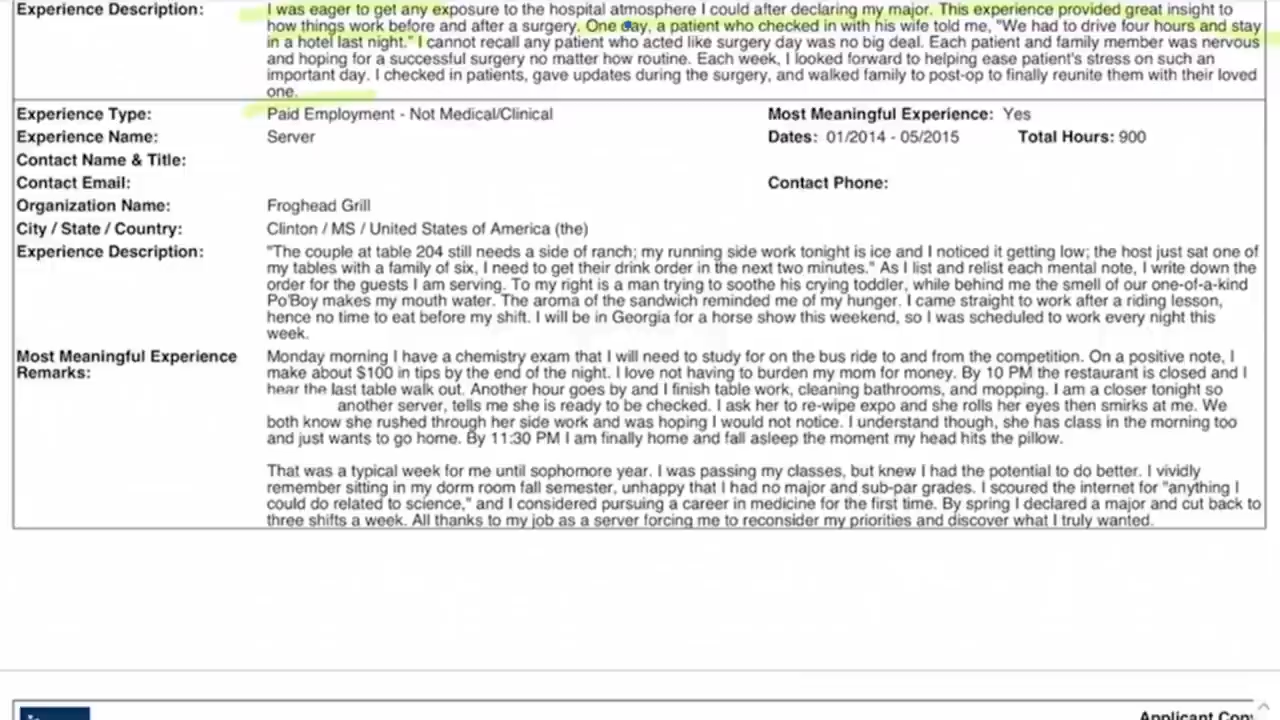 Experience Description: I was eager to get any exposure to the hospital atmosphere I could after declaring my major. This experience provided great insight to
how things work before and after a surgery. One day, a patient who checked in with his wife told me, "We had to drive four hours and stay
in a hotel last night." I cannot recall any patient who acted like surgery day was no big deal. Each patient and family member was nervous
and hoping for a successful surgery no matter how routine. Each week, I looked forward to helping ease patient's stress on such an
important day. I checked in patients, gave updates during the surgery, and walked family to post-op to finally reunite them with their loved
one.
Experience Type: Paid Employment - Not Medical/Clinical Most Meaningful Experience: Yes
Experience Name: Server Dates: 01/2014 - 05/2015 Total Hours: 900
Contact Name & Title:
Contact Email: Contact Phone:
Organization Name: Froghead Grill
City / State / Country: Clinton / MS / United States of America (the)
Experience Description: "The couple at table 204 still needs a side of ranch; my running side work tonight is ice and I noticed it getting low; the host just sat one of
my tables with a family of six, I need to get their drink order in the next two minutes." As I list and relist each mental note, I write down the
order for the guests I am serving. To my right is a man trying to soothe his crying toddler, while behind me the smell of our one-of-a-kind
Po'Boy makes my mouth water. The aroma of the sandwich reminded me of my hunger. I came straight to work after a riding lesson,
hence no time to eat before my shift. I will be in Georgia for a horse show this weekend, so I was scheduled to work every night this
week.
Most Meaningful Experience Monday morning I have a chemistry exam that I will need to study for on the bus ride to and from the competition. On a positive note, I
Remarks: make about $100 in tips by the end of the night. I love not having to burden my mom for money. By 10 PM the restaurant is closed and I
hear the last table walk out. Another hour goes by and I finish table work, cleaning bathrooms, and mopping. I am a closer tonight so
another server, tells me she is ready to be checked. I ask her to re-wipe expo and she rolls her eyes then smirks at me. We
both know she rushed through her side work and was hoping I would not notice. I understand though, she has class in the morning too
and just wants to go home. By 11:30 PM I am finally home and fall asleep the moment my head hits the pillow.
That was a typical week for me until sophomore year. I was passing my classes, but knew I had the potential to do better. I vividly
remember sitting in my dorm room fall semester, unhappy that I had no major and sub-par grades. I scoured the internet for "anything I
could do related to science," and I considered pursuing a career in medicine for the first time. By spring I declared a major and cut back to
three shifts a week. All thanks to my job as a server forcing me to reconsider my priorities and discover what I truly wanted.
Applicant